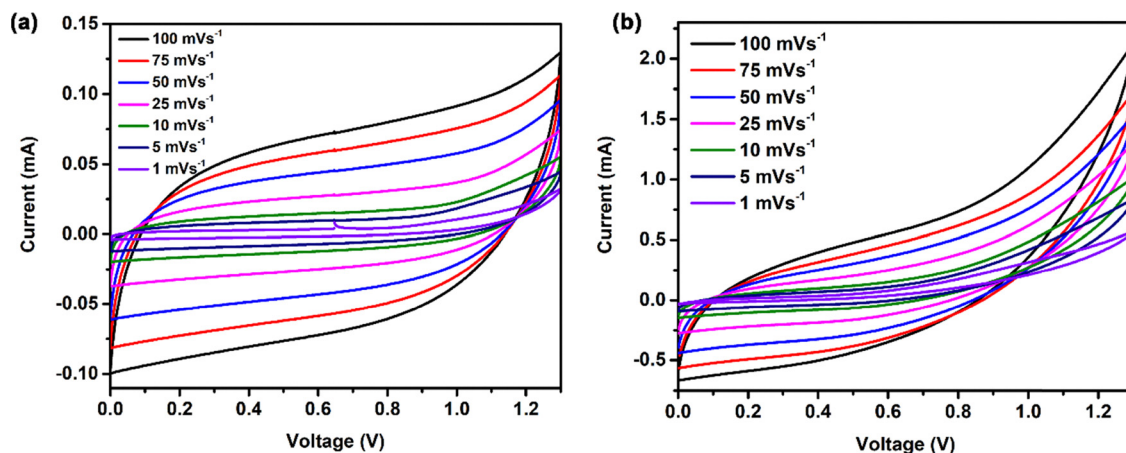 (a)
0.15
0.10
0.05
0.00
-0.05
-0.10
Current (mA)
100 mVs⁻¹
75 mVs⁻¹
50 mVs⁻¹
25 mVs⁻¹
10 mVs⁻¹
5 mVs⁻¹
1 mVs⁻¹
0.0 0.2 0.4 0.6 0.8 1.0 1.2
Voltage (V)
(b)
2.0
1.5
1.0
0.5
0.0
-0.5
Current (mA)
100 mVs⁻¹
75 mVs⁻¹
50 mVs⁻¹
25 mVs⁻¹
10 mVs⁻¹
5 mVs⁻¹
1 mVs⁻¹
0.0 0.2 0.4 0.6 0.8 1.0 1.2
Voltage (V)